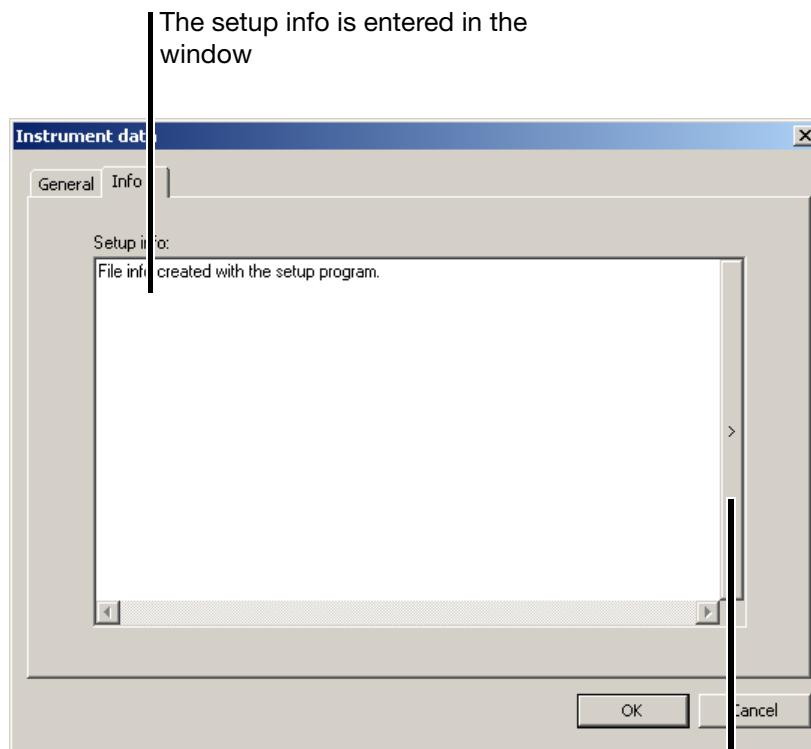 The setup info is entered in the
window
Instrument data
General Info
Setup info:
File info created with the setup program.
>
OK Cancel